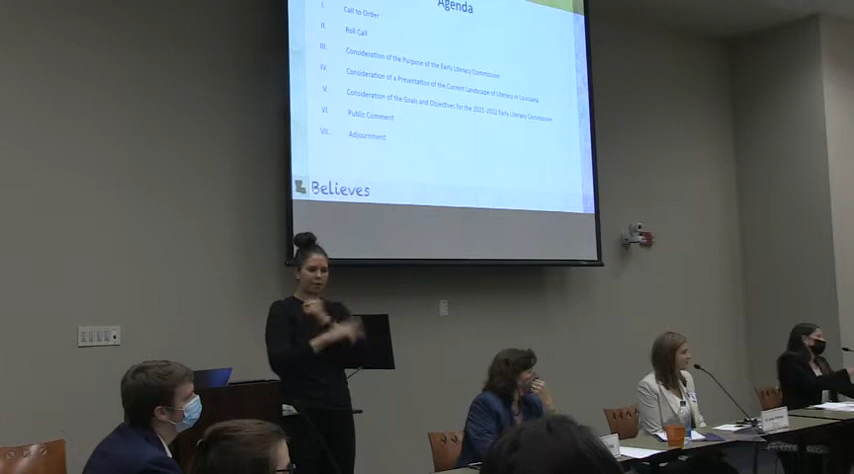 Agenda
I. Call to Order
II. Roll Call
III. Consideration of the Purpose of the Early Literacy Commission
IV. Consideration of a Presentation of the Current Landscape of Literacy in Louisiana
V. Consideration of the Goals and Objectives for the 2021-2022 Early Literacy Commission
VI. Public Comment
VII. Adjournment
Believes